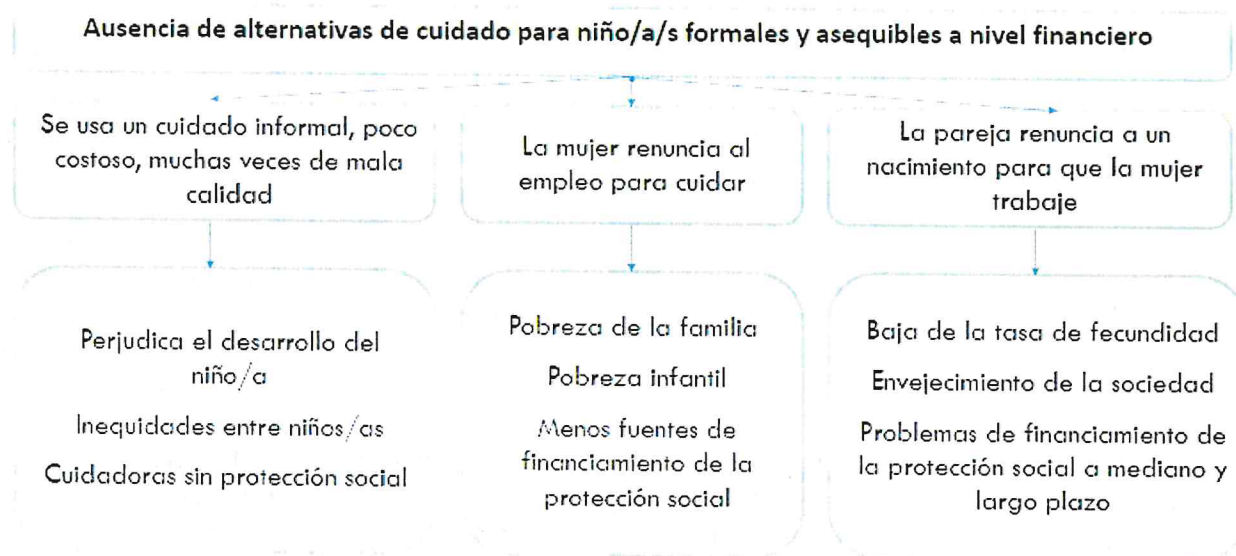 Ausencia de alternativas de cuidado para niño/a/s formales y asequibles a nivel financiero
Se usa un cuidado informal, poco
costoso, muchas veces de mala
calidad
La mujer renuncia al
empleo para cuidar
La pareja renuncia a un
nacimiento para que la mujer
trabaje
Perjudica el desarrollo del
niño/a
Inequidades entre niños/as
Cuidadoras sin protección social
Pobreza de la familia
Pobreza infantil
Menos fuentes de
financiamiento de la
protección social
Baja de la tasa de fecundidad
Envejecimiento de la sociedad
Problemas de financiamiento de
la protección social a mediano y
largo plazo